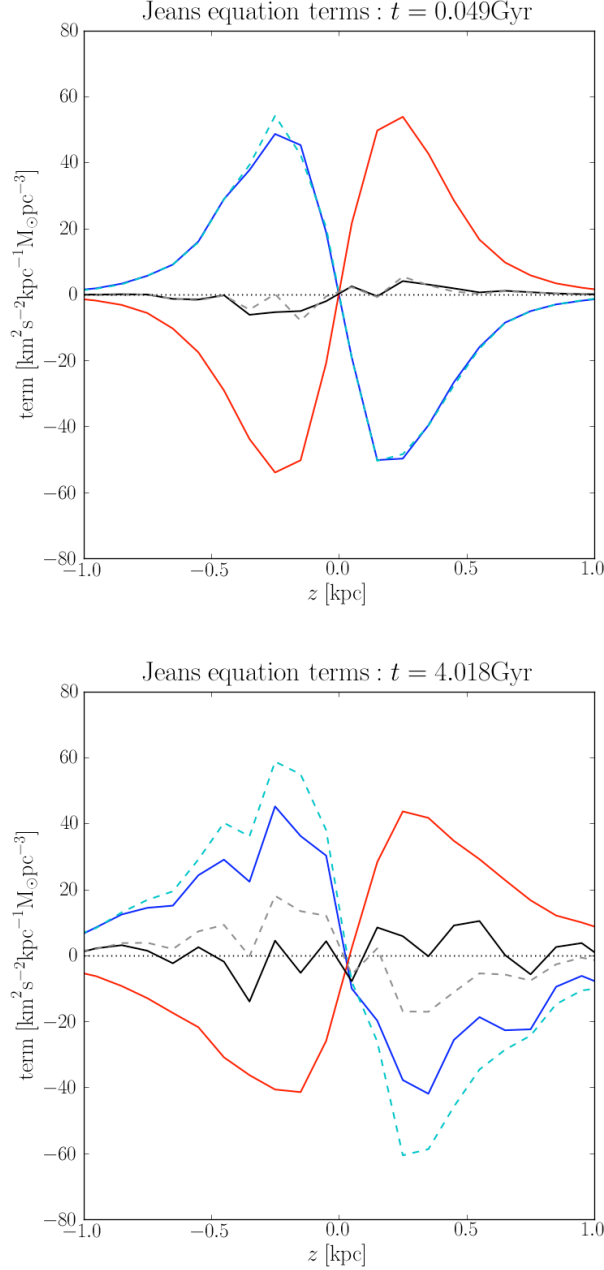 Jeans equation terms : t = 0.049Gyr
term [km²s⁻²kpc⁻¹M⊙pc⁻³]
80
60
40
20
0
−20
−40
−60
−80
−1.0 −0.5 0.0 0.5 1.0
z [kpc]
Jeans equation terms : t = 4.018Gyr
term [km²s⁻²kpc⁻¹M⊙pc⁻³]
80
60
40
20
0
−20
−40
−60
−80
−1.0 −0.5 0.0 0.5 1.0
z [kpc]